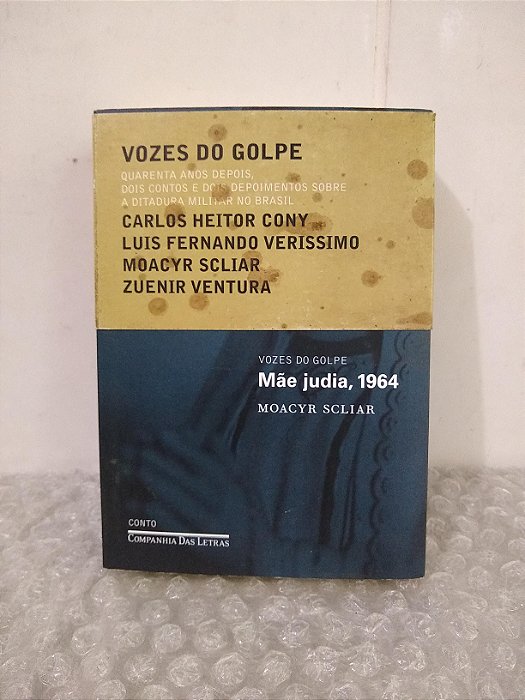 VOZES DO GOLPE
QUARENTA ANOS DEPOIS,
DOIS CONTOS E DOIS DEPOIMENTOS SOBRE
A DITADURA MILITAR NO BRASIL
CARLOS HEITOR CONY
LUIS FERNANDO VERISSIMO
MOACYR SCLIAR
ZUENIR VENTURA
VOZES DO GOLPE
Mãe judia, 1964
MOACYR SCLIAR
CONTO
COMPANHIA DAS LETRAS